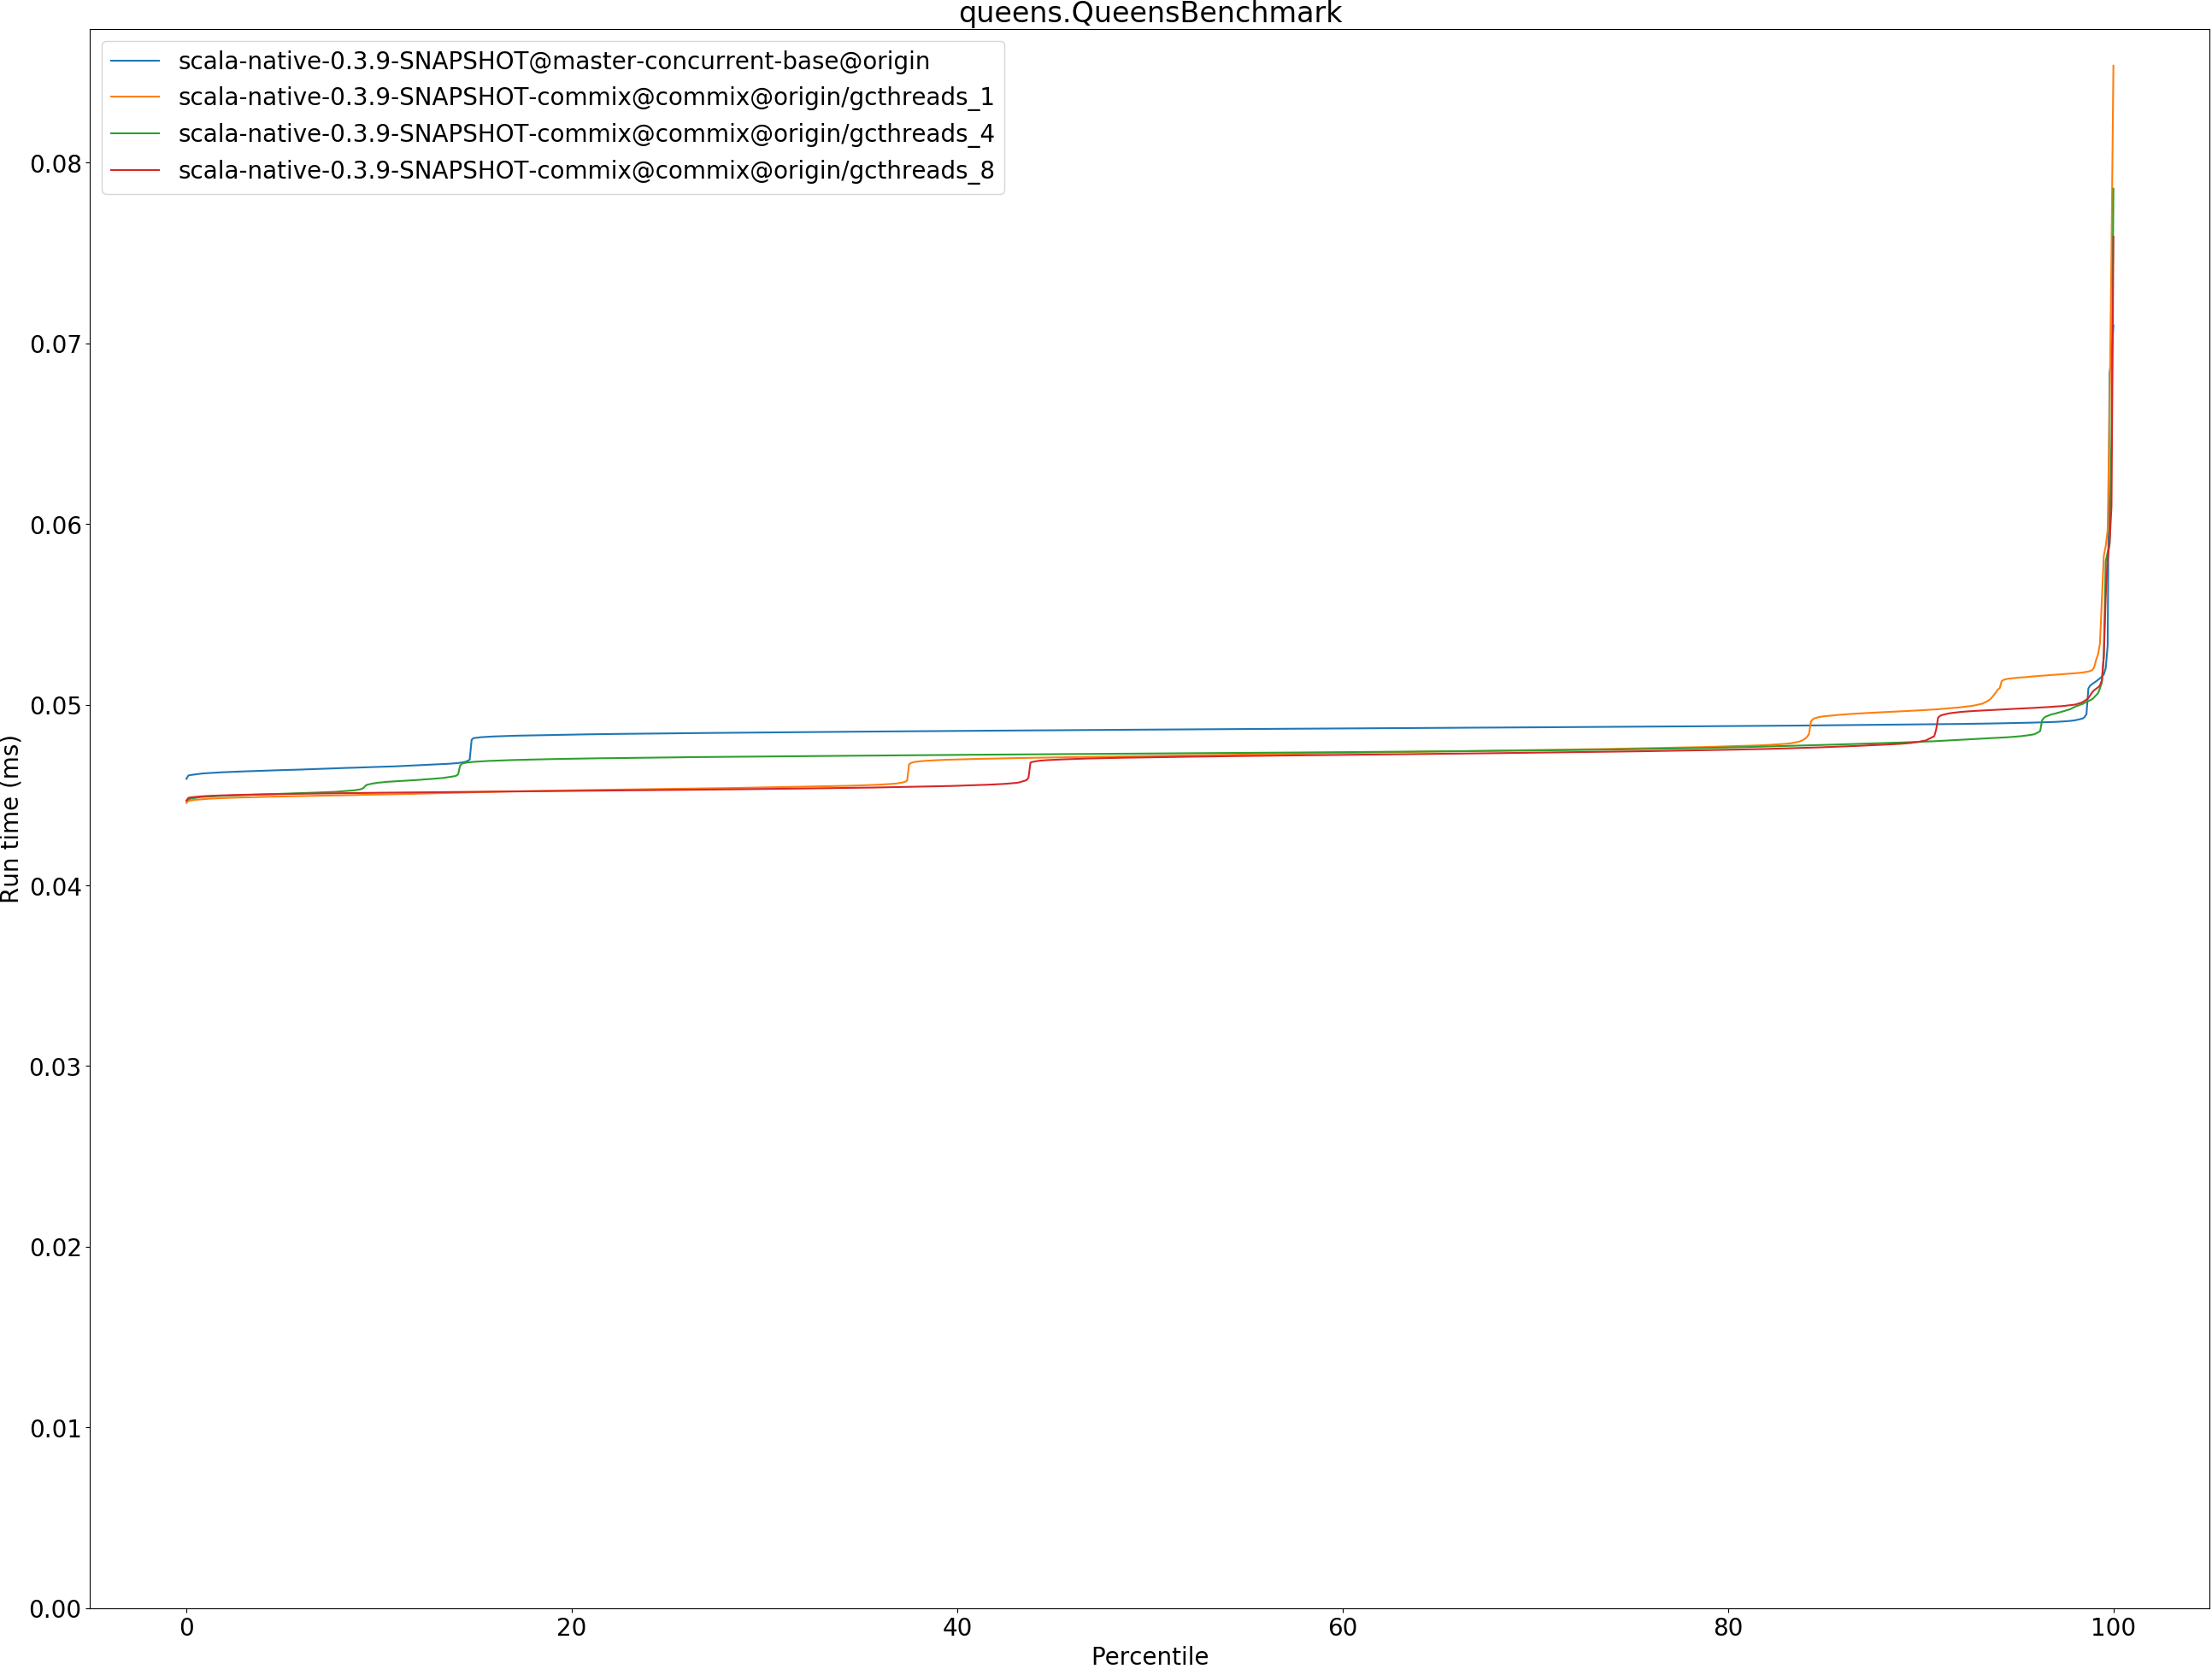 queens.QueensBenchmark
scala-native-0.3.9-SNAPSHOT@master-concurrent-base@origin
scala-native-0.3.9-SNAPSHOT-commix@commix@origin/gcthreads_1
scala-native-0.3.9-SNAPSHOT-commix@commix@origin/gcthreads_4
scala-native-0.3.9-SNAPSHOT-commix@commix@origin/gcthreads_8
0.08
0.07
0.06
0.05
0.04
0.03
0.02
0.01
0.00
Run time (ms)
0 20 40 60 80 100
Percentile